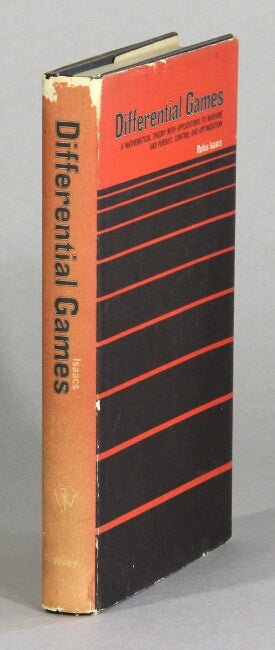 Differential Games
A MATHEMATICAL THEORY WITH APPLICATIONS TO WARFARE
AND PURSUIT, CONTROL AND OPTIMIZATION
Rufus Isaacs
Differential Games
Isaacs
Wiley